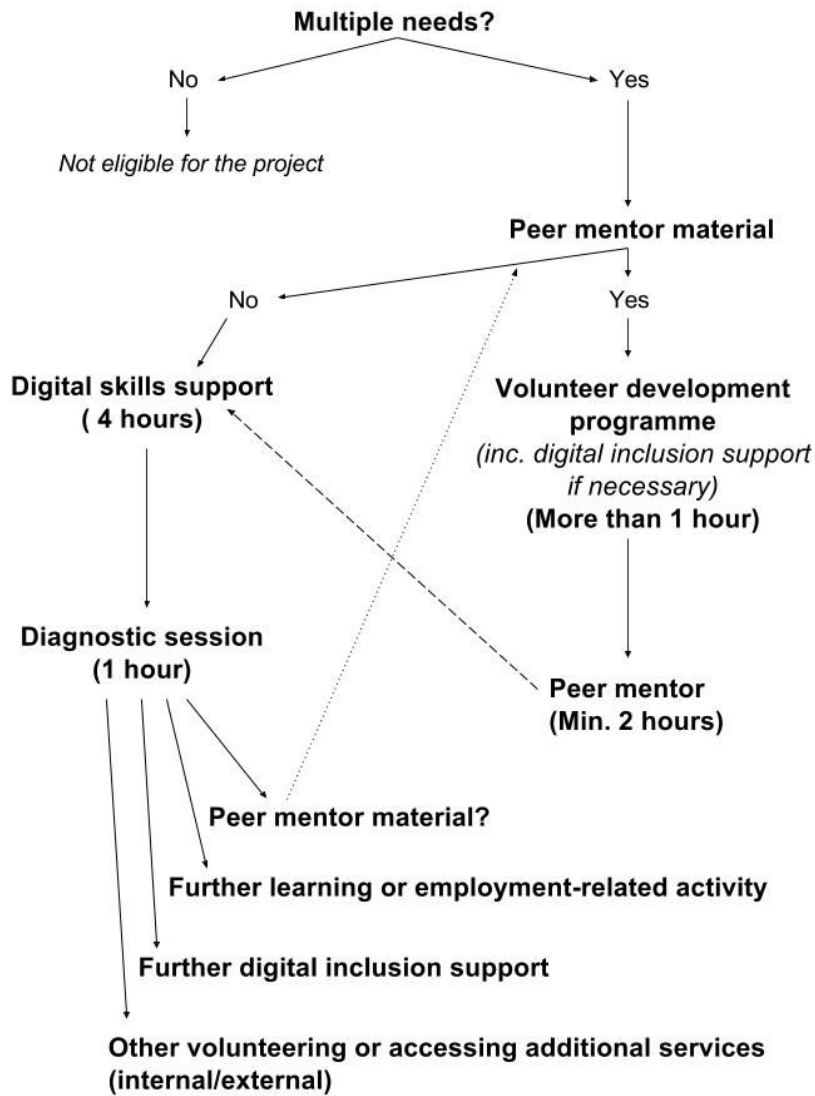 Multiple needs?
No
Yes
Not eligible for the project
Peer mentor material
No
Yes
Digital skills support
( 4 hours)
Volunteer development
programme
(inc. digital inclusion support
if necessary)
(More than 1 hour)
Diagnostic session
(1 hour)
Peer mentor
(Min. 2 hours)
Peer mentor material?
Further learning or employment-related activity
Further digital inclusion support
Other volunteering or accessing additional services
(internal/external)